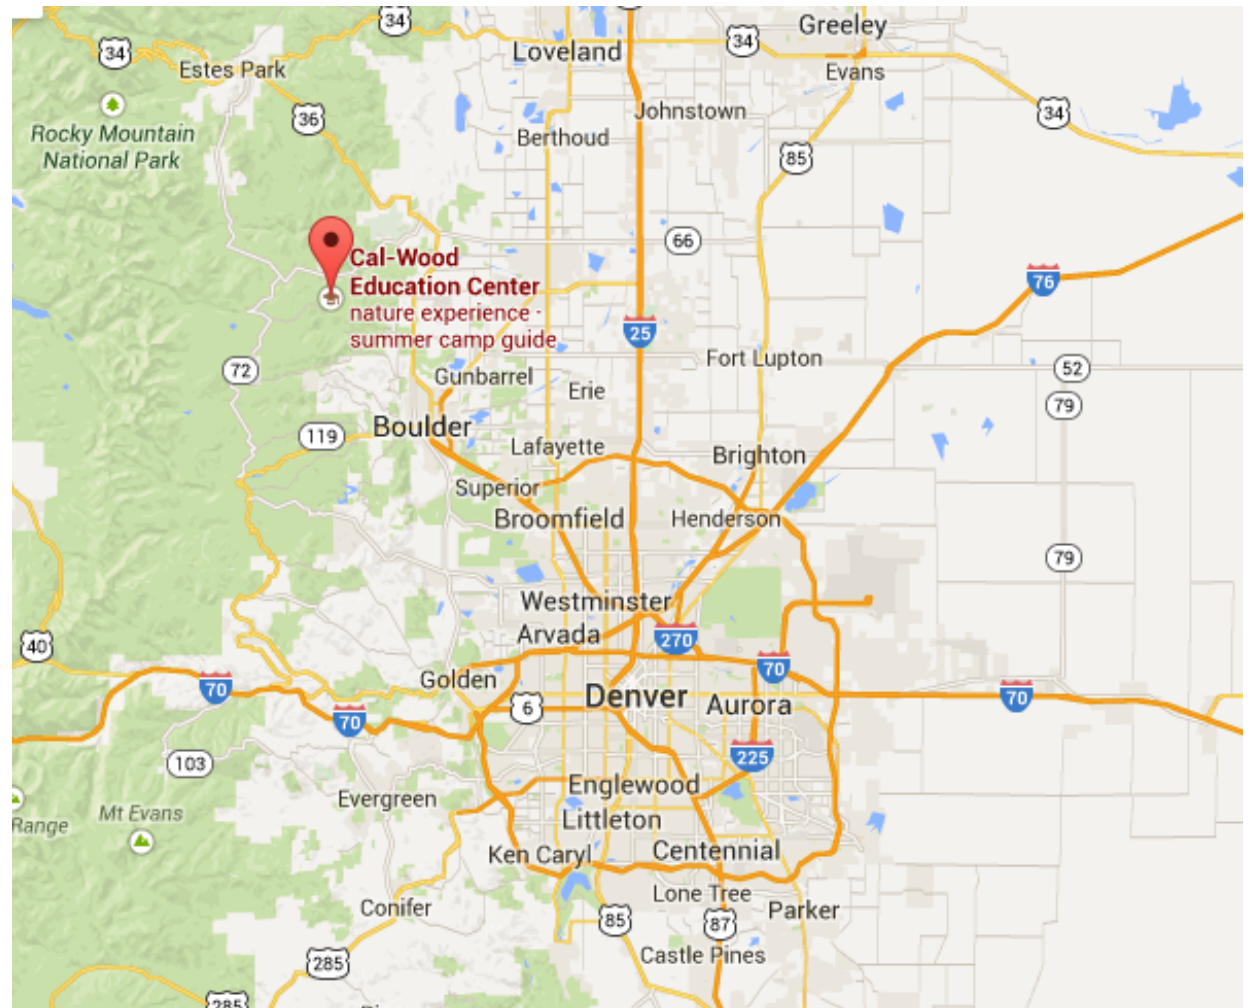 34
Greeley
34
Loveland
34
Estes Park
Evans
Johnstown
34
36
Rocky Mountain
National Park
Berthoud
85
66
Cal-Wood
Education Center
nature experience ·
summer camp guide
76
25
Fort Lupton
72
52
Gunbarrel
Erie
79
Boulder
119
Lafayette
Brighton
Superior
Broomfield
Henderson
79
Westminster
Arvada
270
40
70
Golden
70
70
Denver
Aurora
6
70
225
103
Englewood
Evergreen
Mt Evans
Range
Littleton
Ken Caryl
Centennial
Lone Tree
Conifer
Parker
85
87
Castle Pines
285
285